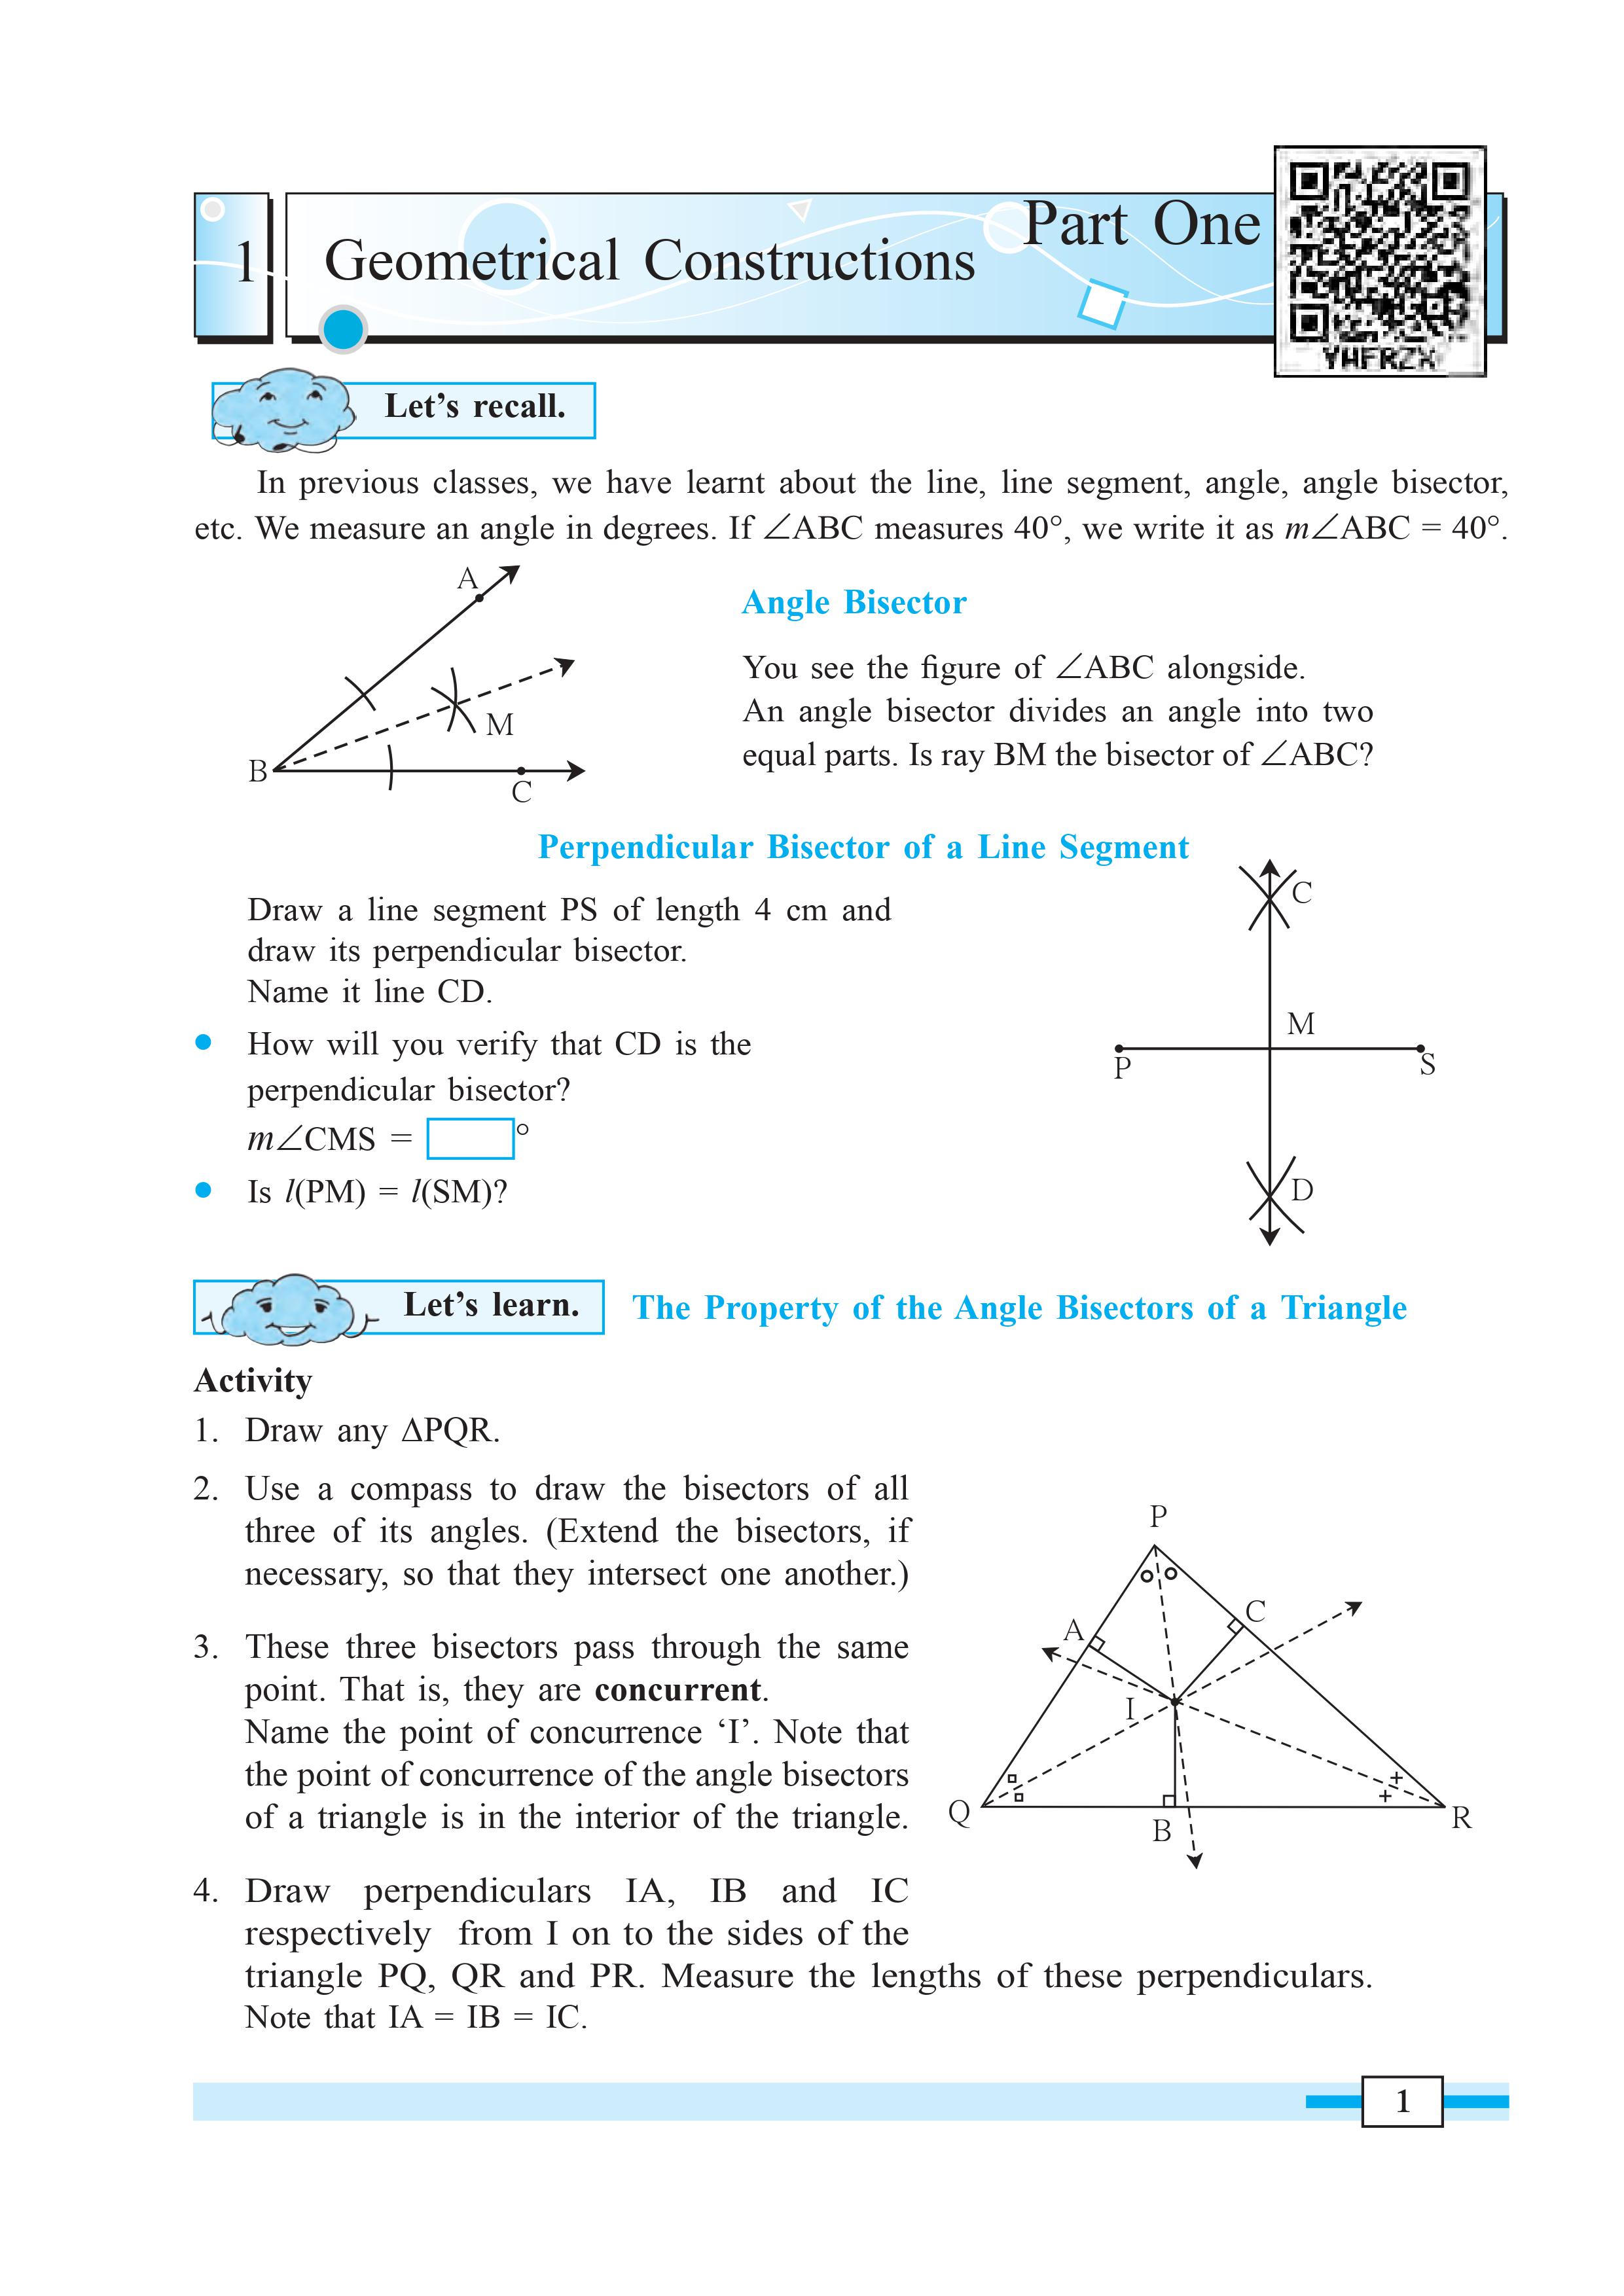 Part One
1 Geometrical Constructions
YHFRZX
Let’s recall.
In previous classes, we have learnt about the line, line segment, angle, angle bisector,
etc. We measure an angle in degrees. If ∠ABC measures 40°, we write it as m∠ABC = 40°.
A
M
B
C
Angle Bisector
You see the figure of ∠ABC alongside.
An angle bisector divides an angle into two
equal parts. Is ray BM the bisector of ∠ABC?
Perpendicular Bisector of a Line Segment
Draw a line segment PS of length 4 cm and
draw its perpendicular bisector.
Name it line CD.
• How will you verify that CD is the
perpendicular bisector?
m∠CMS = °
• Is l(PM) = l(SM)?
C
M
P
S
D
Let’s learn.
The Property of the Angle Bisectors of a Triangle
Activity
1. Draw any ΔPQR.
2. Use a compass to draw the bisectors of all
three of its angles. (Extend the bisectors, if
necessary, so that they intersect one another.)
3. These three bisectors pass through the same
point. That is, they are concurrent.
Name the point of concurrence ‘I’. Note that
the point of concurrence of the angle bisectors
of a triangle is in the interior of the triangle.
P
A
C
I
Q
B
R
4. Draw perpendiculars IA, IB and IC
respectively from I on to the sides of the
triangle PQ, QR and PR. Measure the lengths of these perpendiculars.
Note that IA = IB = IC.
1